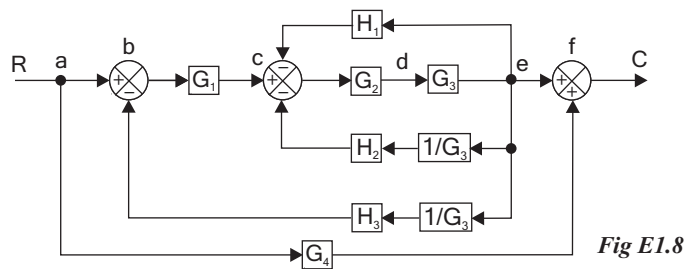 H₁
R a b c d e f C
+ − G₁ + − − G₂ G₃ + +
H₂ 1/G₃
H₃ 1/G₃
G₄
Fig E1.8